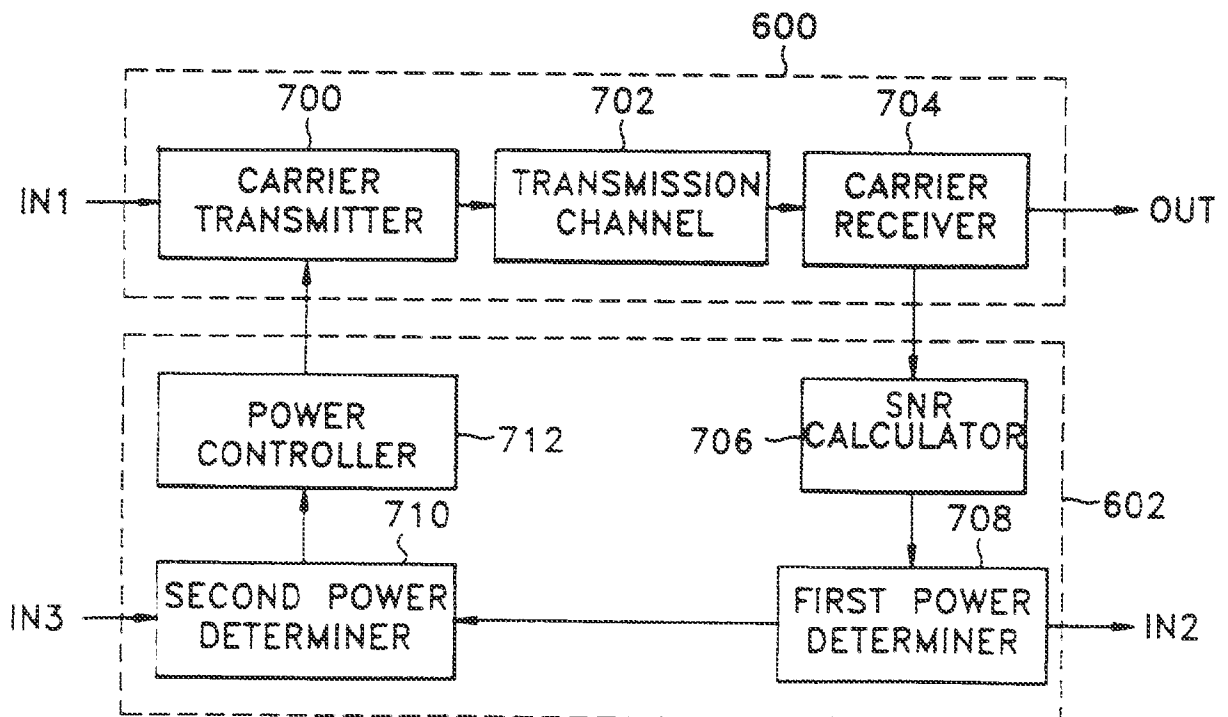 600
700
702
704
IN1
CARRIER
TRANSMITTER
TRANSMISSION
CHANNEL
CARRIER
RECEIVER
OUT
POWER
CONTROLLER
712
706
SNR
CALCULATOR
602
710
708
IN3
SECOND POWER
DETERMINER
FIRST POWER
DETERMINER
IN2